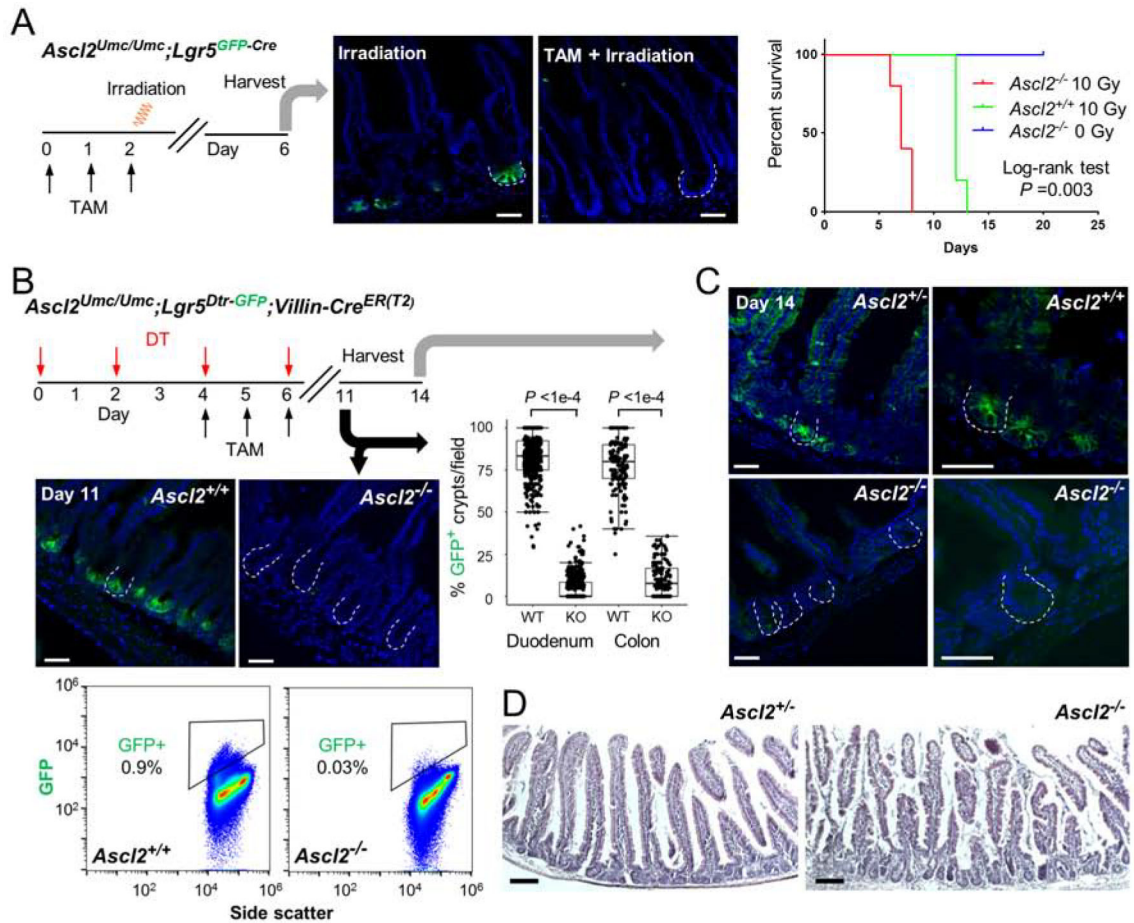 A
Ascl2Umc/Umc;Lgr5GFP-Cre
Irradiation
Harvest
0 1 2 Day 6
TAM
Irradiation
TAM + Irradiation
Percent survival
100
50
0
0 5 10 15 20 25
Days
Ascl2-/- 10 Gy
Ascl2+/+ 10 Gy
Ascl2-/- 0 Gy
Log-rank test
P =0.003
B
Ascl2Umc/Umc;Lgr5Dtr-GFP;Villin-CreER(T2)
DT
Harvest
0 1 2 3 4 5 6 11 14
Day
TAM
Day 11
Ascl2+/+
Ascl2-/-
P <1e-4 P <1e-4
% GFP+ crypts/field
100
75
50
25
0
WT KO WT KO
Duodenum Colon
GFP
106
104
102
GFP+
0.9%
Ascl2+/+
GFP+
0.03%
Ascl2-/-
102 104 106 102 104 106
Side scatter
C
Day 14
Ascl2+/-
Ascl2+/+
Ascl2-/-
Ascl2-/-
D
Ascl2+/-
Ascl2-/-